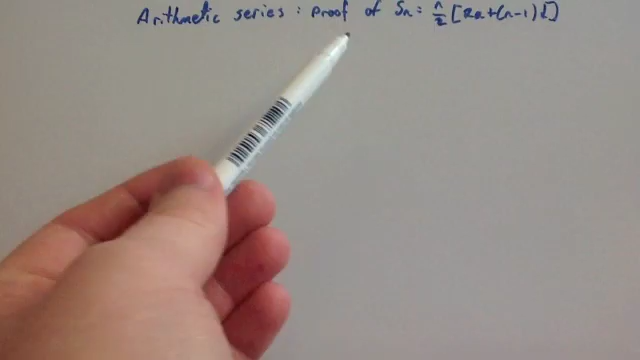 Arithmetic series : proof of Sn = n/2 [2a+(n-1)d]